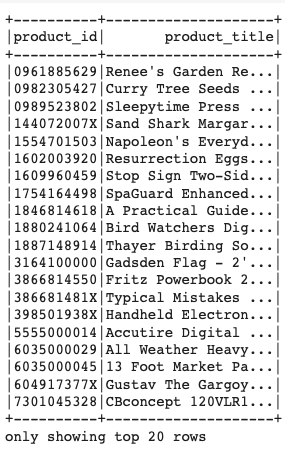 +----------+--------------------+
|product_id|       product_title|
+----------+--------------------+
|0961885629|Renee's Garden Re...|
|0982305427|Curry Tree Seeds ...|
|0989523802|Sleepytime Press ...|
|144072007X|Sand Shark Margar...|
|1554701503|Napoleon's Everyd...|
|1602003920|Resurrection Eggs...|
|1609960459|Stop Sign Two-Sid...|
|1754164498|SpaGuard Enhanced...|
|1846814618|A Practical Guide...|
|1880241064|Bird Watchers Dig...|
|1887148914|Thayer Birding So...|
|3164100000|Gadsden Flag - 2'...|
|3866814550|Fritz Powerbook 2...|
|386681481X|Typical Mistakes ...|
|398501938X|Handheld Electron...|
|5555000014|Accutire Digital ...|
|6035000029|All Weather Heavy...|
|6035000045|13 Foot Market Pa...|
|604917377X|Gustav The Gargoy...|
|7301045328|CBconcept 120VLR1...|
+----------+--------------------+
only showing top 20 rows